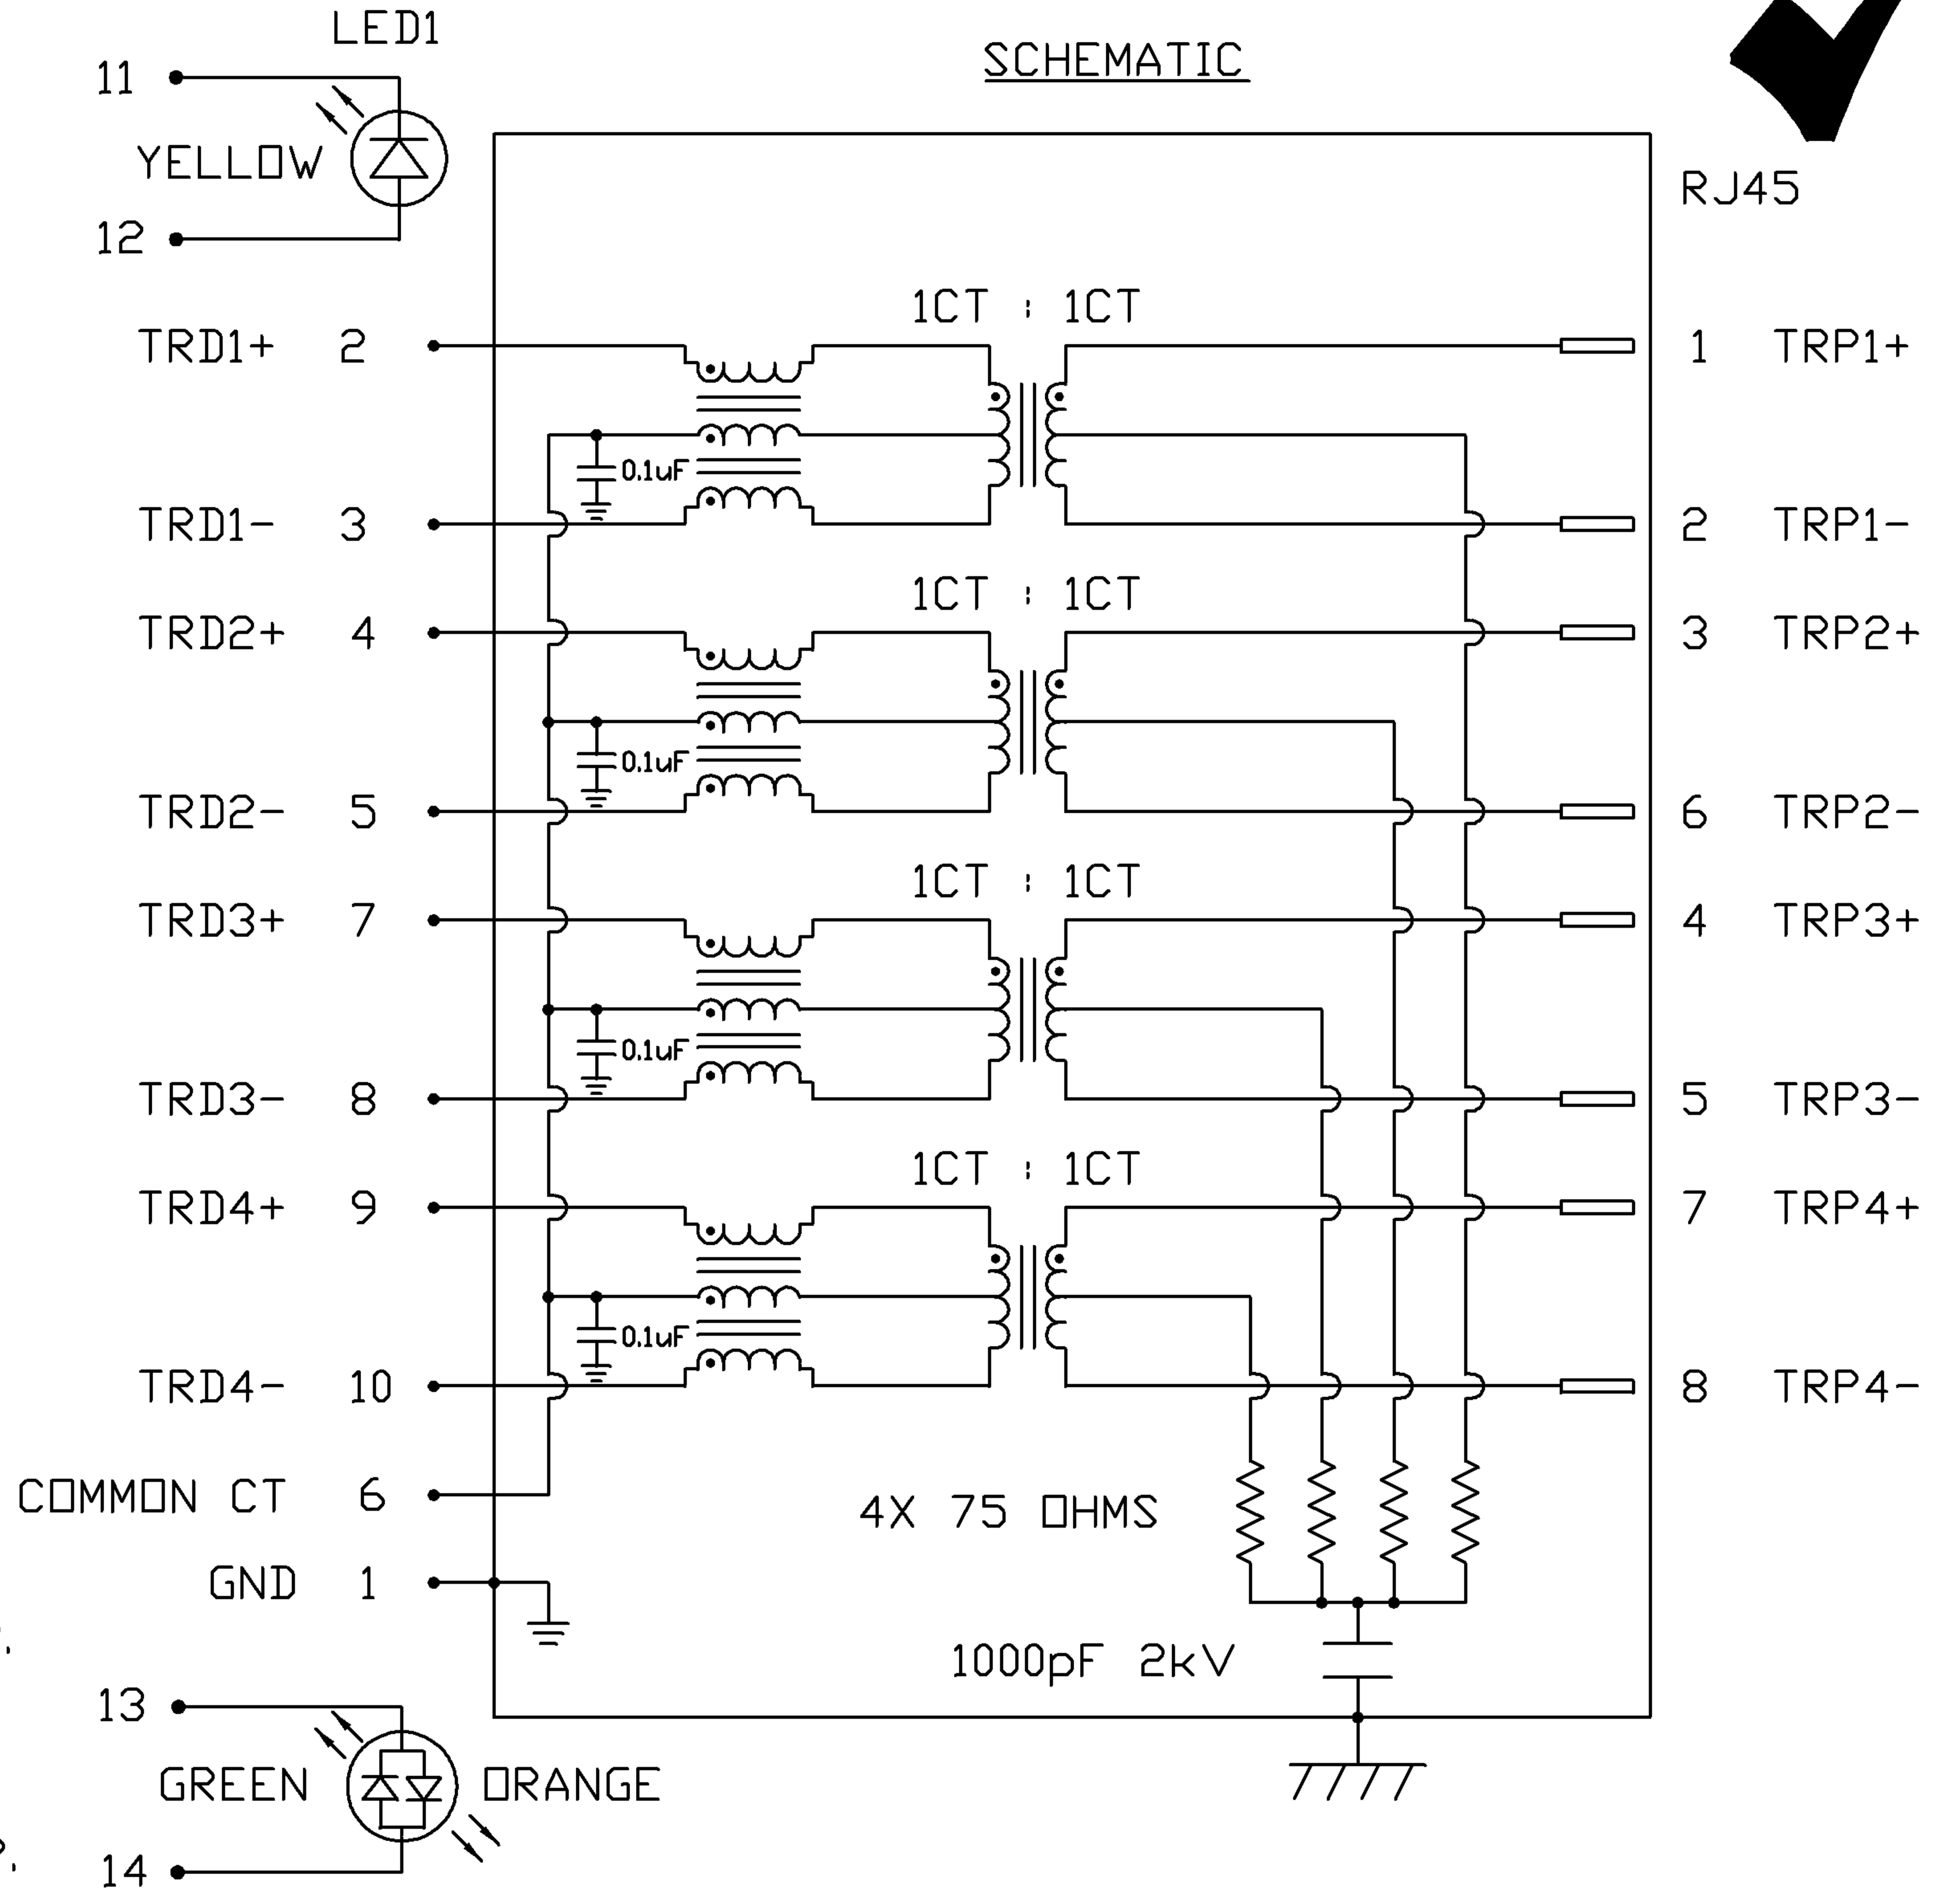 LED1
SCHEMATIC
11
YELLOW
12
RJ45
1CT : 1CT
TRD1+ 2
1 TRP1+
0.1uF
TRD1- 3
2 TRP1-
1CT : 1CT
TRD2+ 4
3 TRP2+
0.1uF
TRD2- 5
6 TRP2-
1CT : 1CT
TRD3+ 7
4 TRP3+
0.1uF
TRD3- 8
5 TRP3-
1CT : 1CT
TRD4+ 9
7 TRP4+
0.1uF
TRD4- 10
8 TRP4-
COMMON CT 6
4X 75 OHMS
GND 1
1000pF 2kV
13
GREEN
ORANGE
14